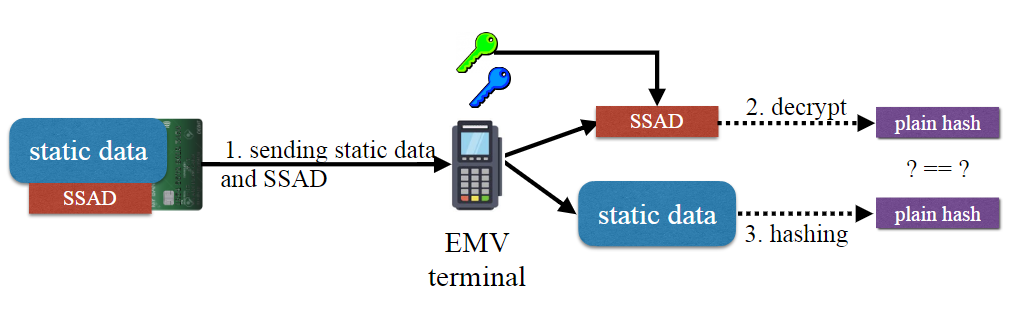 static data
SSAD
1. sending static data
and SSAD
EMV
terminal
SSAD
2. decrypt
plain hash
? == ?
static data
3. hashing
plain hash